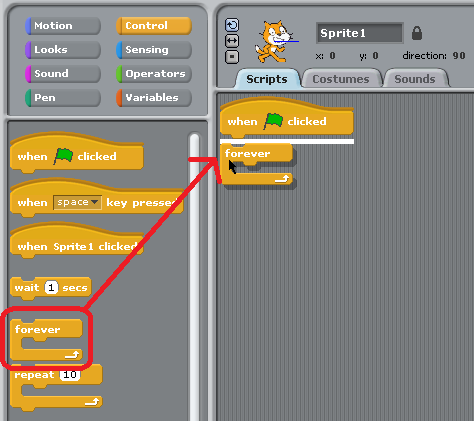 Motion
Control
Looks
Sensing
Sound
Operators
Pen
Variables
Sprite1
x: 0 y: 0 direction: 90
Scripts
Costumes
Sounds
when clicked
when space key pressed
when Sprite1 clicked
wait 1 secs
forever
repeat 10
when clicked
forever